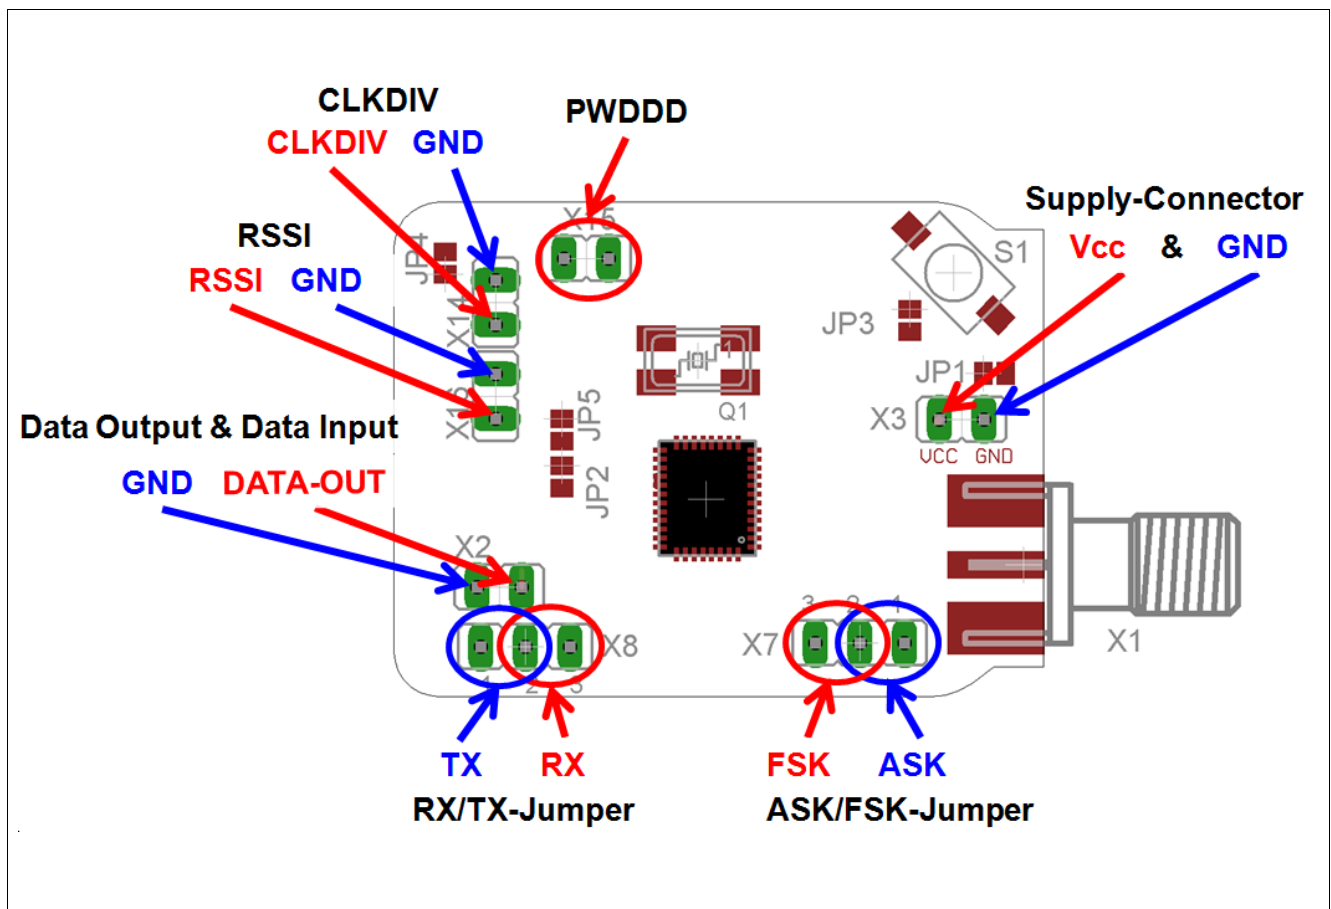 CLKDIV
CLKDIV GND
PWDDD
Supply-Connector
Vcc & GND
RSSI
RSSI GND
X15
JP4
S1
X14
JP3
JP1
Q1
1
X3
VCC GND
X16
JP5
JP2
Data Output & Data Input
GND DATA-OUT
X2
X8
1 2 3
3 2 1
X7
X1
TX RX
RX/TX-Jumper
FSK ASK
ASK/FSK-Jumper